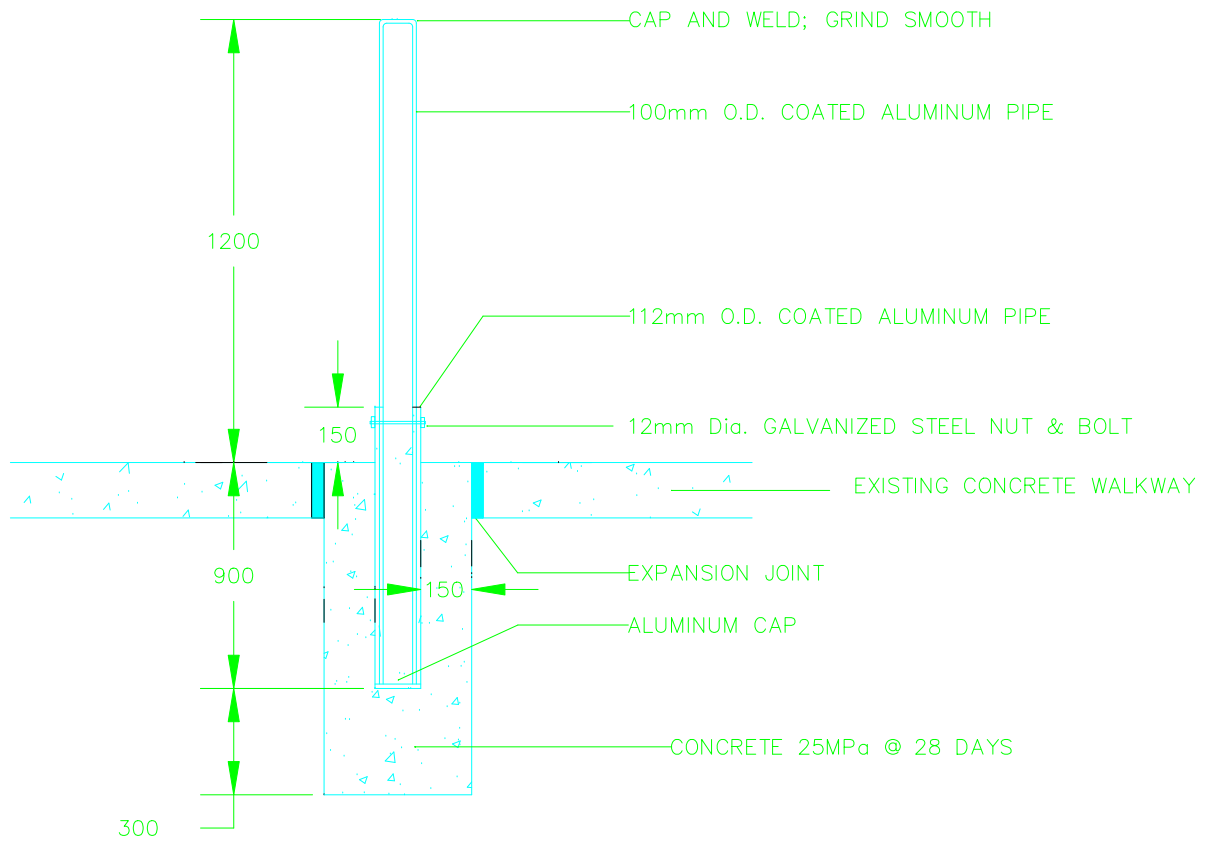 CAP AND WELD; GRIND SMOOTH
100mm O.D. COATED ALUMINUM PIPE
1200
112mm O.D. COATED ALUMINUM PIPE
12mm Dia. GALVANIZED STEEL NUT & BOLT
150
EXISTING CONCRETE WALKWAY
EXPANSION JOINT
900
150
ALUMINUM CAP
CONCRETE 25MPa @ 28 DAYS
300